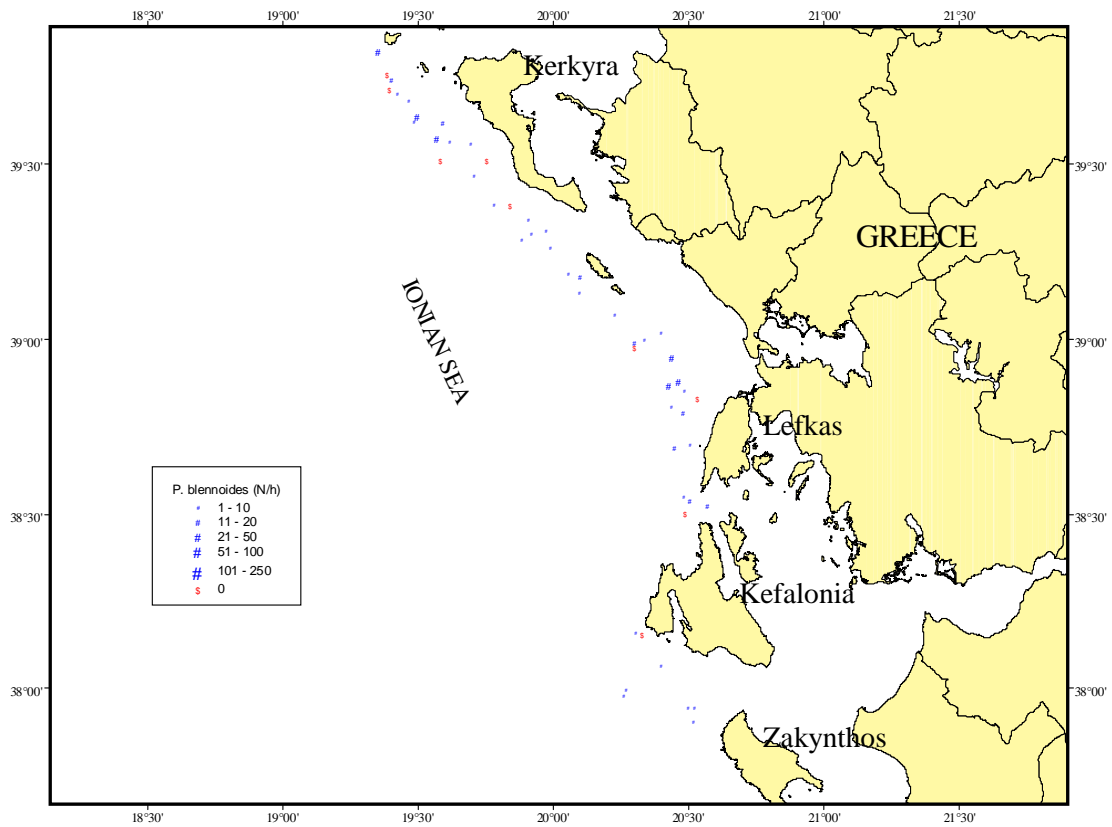 18°30' 19°00' 19°30' 20°00' 20°30' 21°00' 21°30'
Kerkyra
39°30' 39°30'
GREECE
IONIAN SEA
39°00' 39°00'
Lefkas
P. blennoides (N/h)
# 1 - 10
# 11 - 20
# 21 - 50
# 51 - 100
# 101 - 250
$ 0
38°30' 38°30'
Kefalonia
38°00' 38°00'
Zakynthos
18°30' 19°00' 19°30' 20°00' 20°30' 21°00' 21°30'